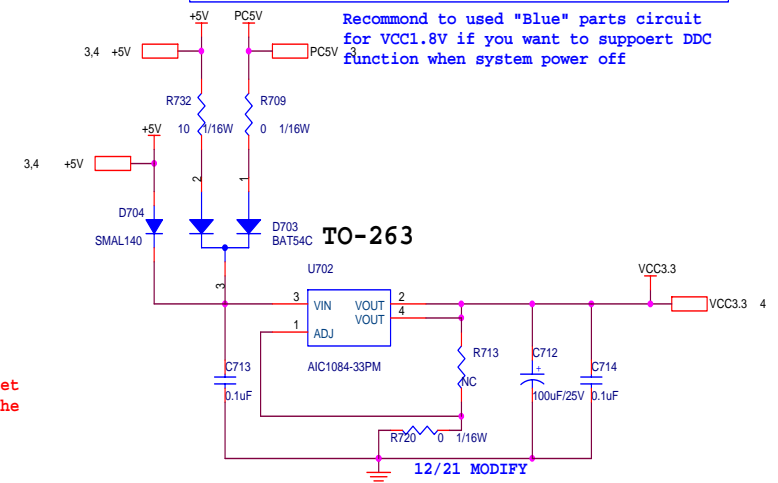 Recommond to used "Blue" parts circuit
for VCC1.8V if you want to suppoert DDC
function when system power off
+5V
PC5V
3,4 +5V
PC5V 3
R732
10 1/16W
R709
0 1/16W
+5V
3,4 +5V
2
1
D704
SMAL140
D703
BAT54C
TO-263
3
U702
3 VIN VOUT 2
VOUT 4
1 ADJ
AIC1084-33PM
VCC3.3
VCC3.3 4
C713
0.1uF
R713
NC
C712
+
100uF/25V
C714
0.1uF
et
he
R720 0 1/16W
12/21 MODIFY